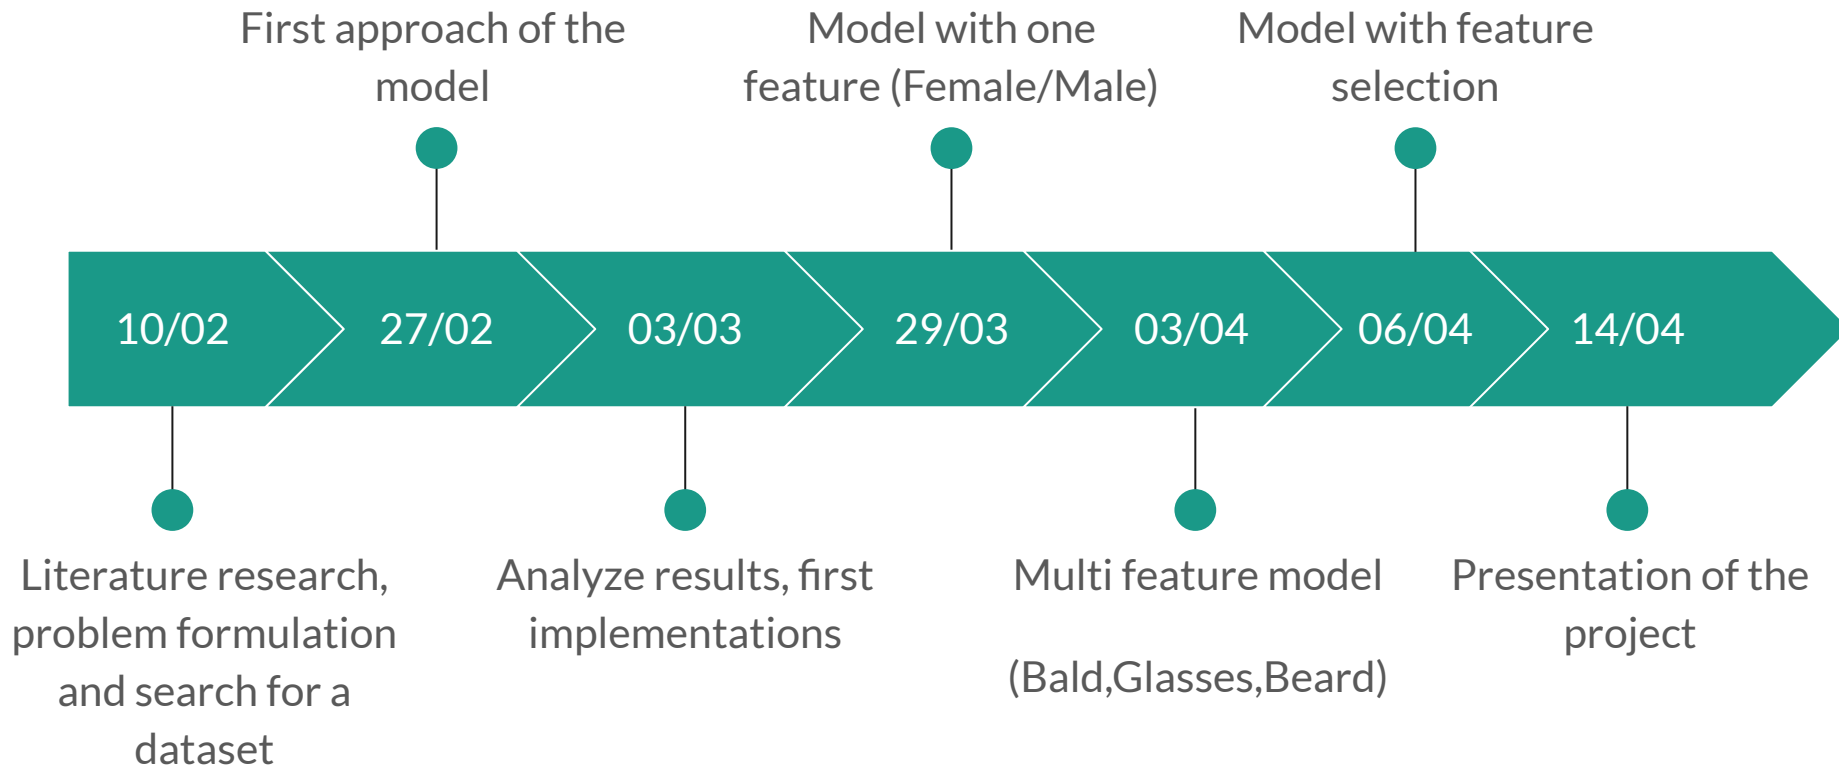 First approach of the
model
Model with one
feature (Female/Male)
Model with feature
selection
10/02
27/02
03/03
29/03
03/04
06/04
14/04
Literature research,
problem formulation
and search for a
dataset
Analyze results, first
implementations
Multi feature model
(Bald,Glasses,Beard)
Presentation of the
project